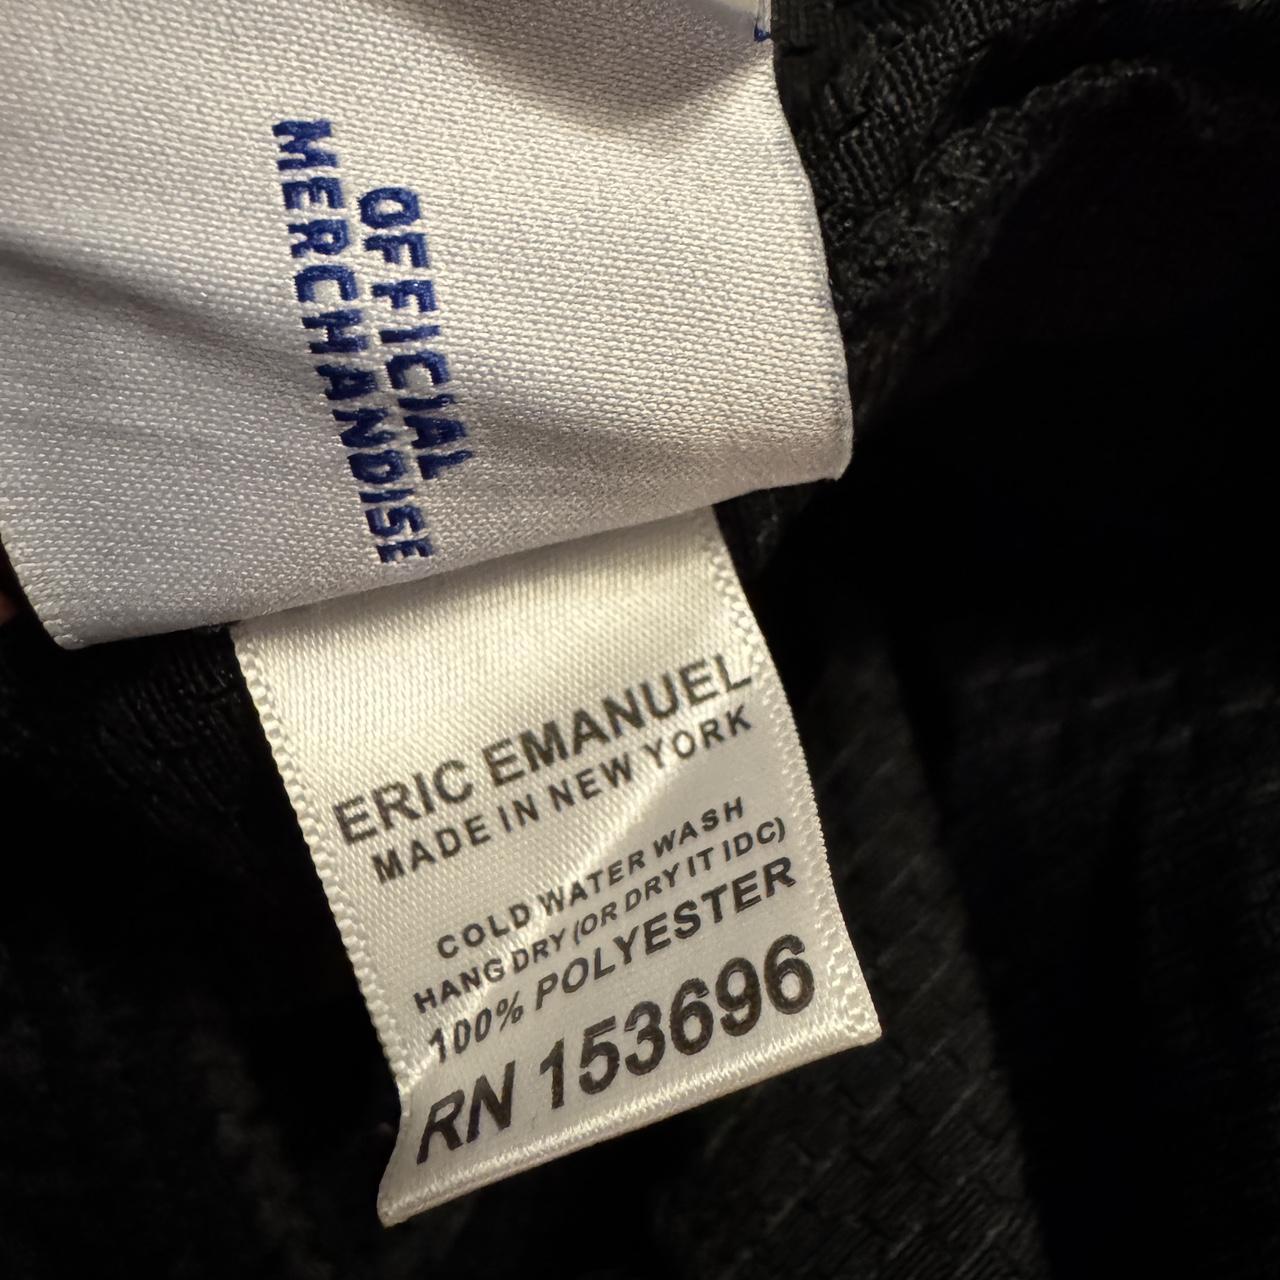 OFFICIAL
MERCHANDISE
ERIC EMANUEL
MADE IN NEW YORK
COLD WATER WASH
HANG DRY (OR DRY IT IDC)
100% POLYESTER
RN 153696